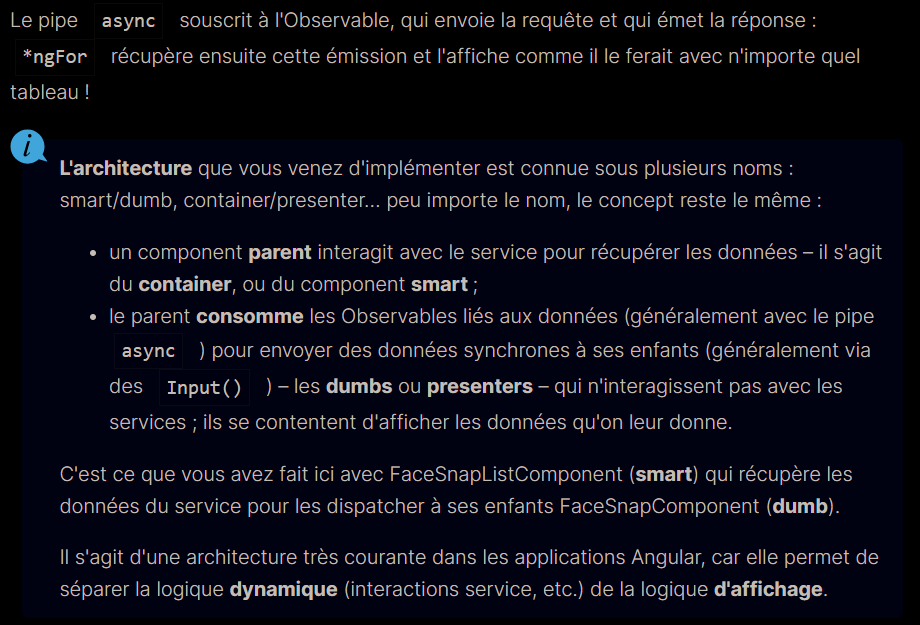 Le pipe async souscrit à l'Observable, qui envoie la requête et qui émet la réponse :
*ngFor récupère ensuite cette émission et l'affiche comme il le ferait avec n'importe quel
tableau !
i
L'architecture que vous venez d'implémenter est connue sous plusieurs noms :
smart/dumb, container/presenter... peu importe le nom, le concept reste le même :
• un component parent interagit avec le service pour récupérer les données – il s'agit
du container, ou du component smart ;
• le parent consomme les Observables liés aux données (généralement avec le pipe
async ) pour envoyer des données synchrones à ses enfants (généralement via
des Input() ) – les dumbs ou presenters – qui n'interagissent pas avec les
services ; ils se contentent d'afficher les données qu'on leur donne.
C'est ce que vous avez fait ici avec FaceSnapListComponent (smart) qui récupère les
données du service pour les dispatcher à ses enfants FaceSnapComponent (dumb).
Il s'agit d'une architecture très courante dans les applications Angular, car elle permet de
séparer la logique dynamique (interactions service, etc.) de la logique d'affichage.